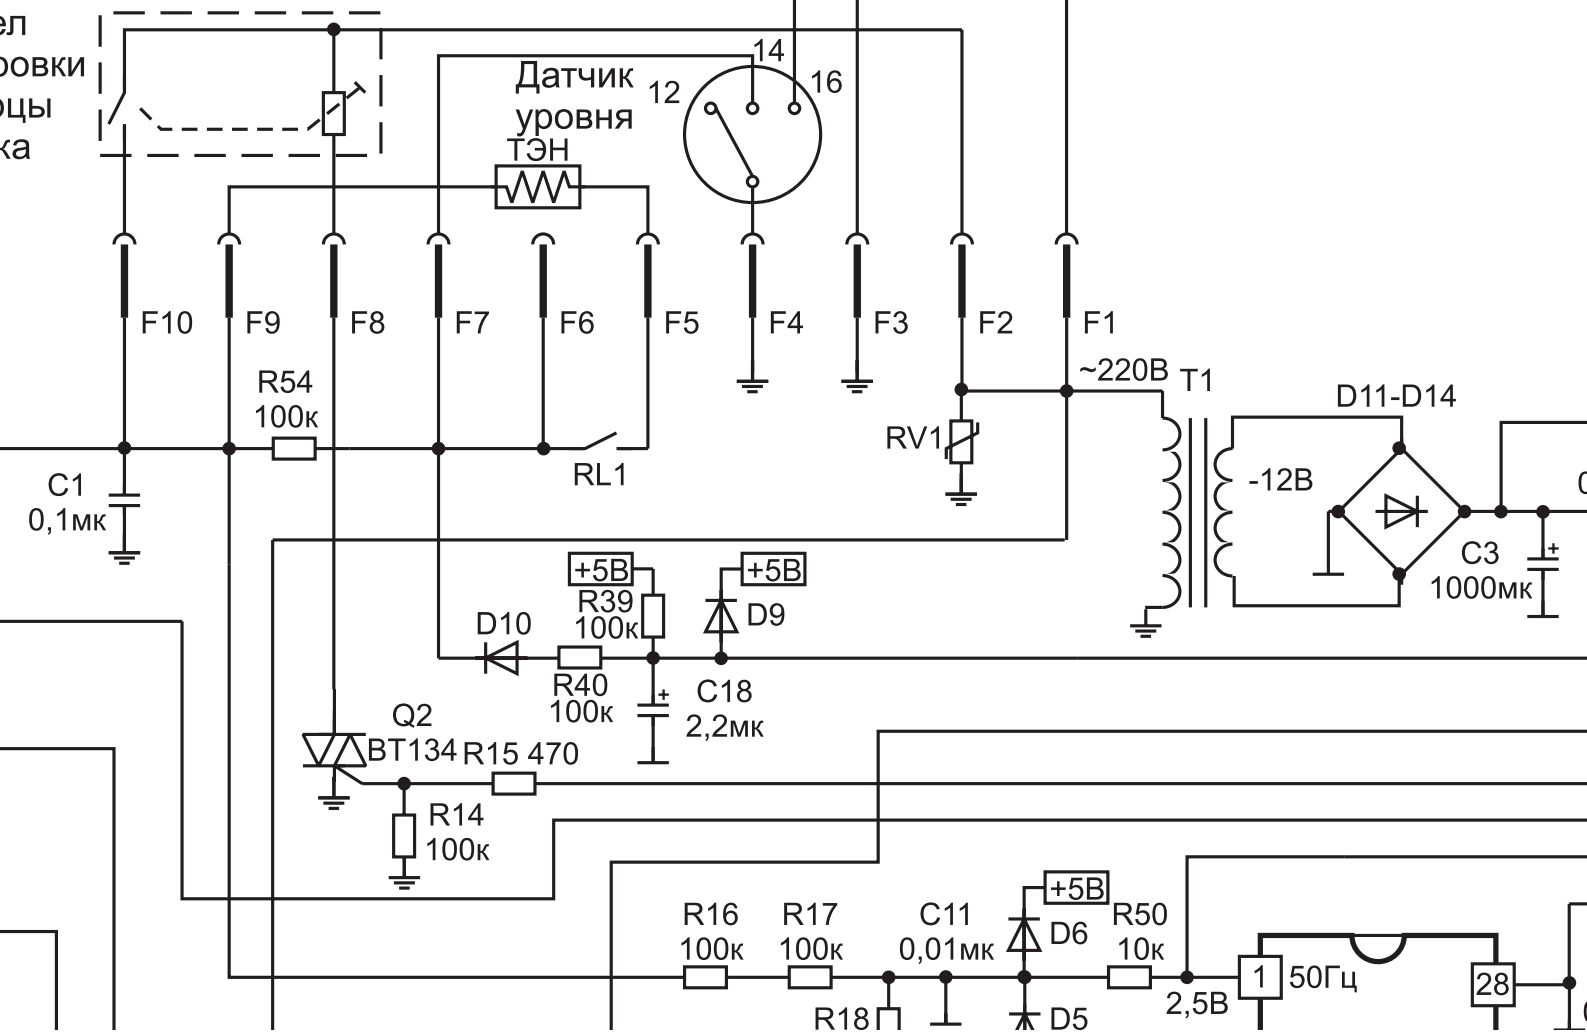 ел
ровки
рцы
ка
Датчик
уровня
ТЭН
12
14
16
F10
F9
F8
F7
F6
F5
F4
F3
F2
F1
R54
100к
~220В
T1
D11-D14
RV1
-12В
RL1
C1
0,1мк
C3
+
1000мк
+5В
+5В
R39
100к
D9
D10
R40
100к
+
C18
2,2мк
Q2
BT134
R15 470
R14
100к
+5В
R16
100к
R17
100к
C11
0,01мк
D6
R50
10к
1
50Гц
28
2,5В
R18
D5